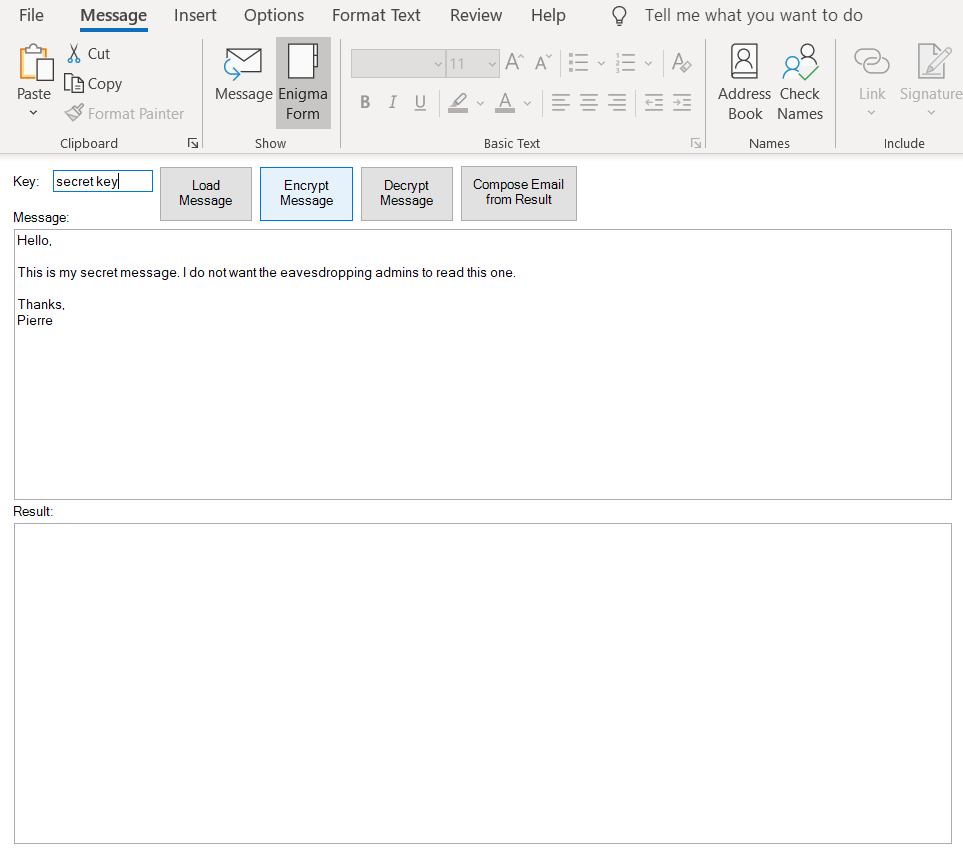 File Message Insert Options Format Text Review Help Tell me what you want to do
Cut
Copy
Format Painter
Paste
Clipboard
Message
Enigma Form
Show
11
B I U A
Basic Text
Address Book
Check Names
Names
Link
Signature
Include
Key: secret key
Load Message
Encrypt Message
Decrypt Message
Compose Email from Result
Message:
Hello,
This is my secret message. I do not want the eavesdropping admins to read this one.
Thanks,
Pierre
Result: